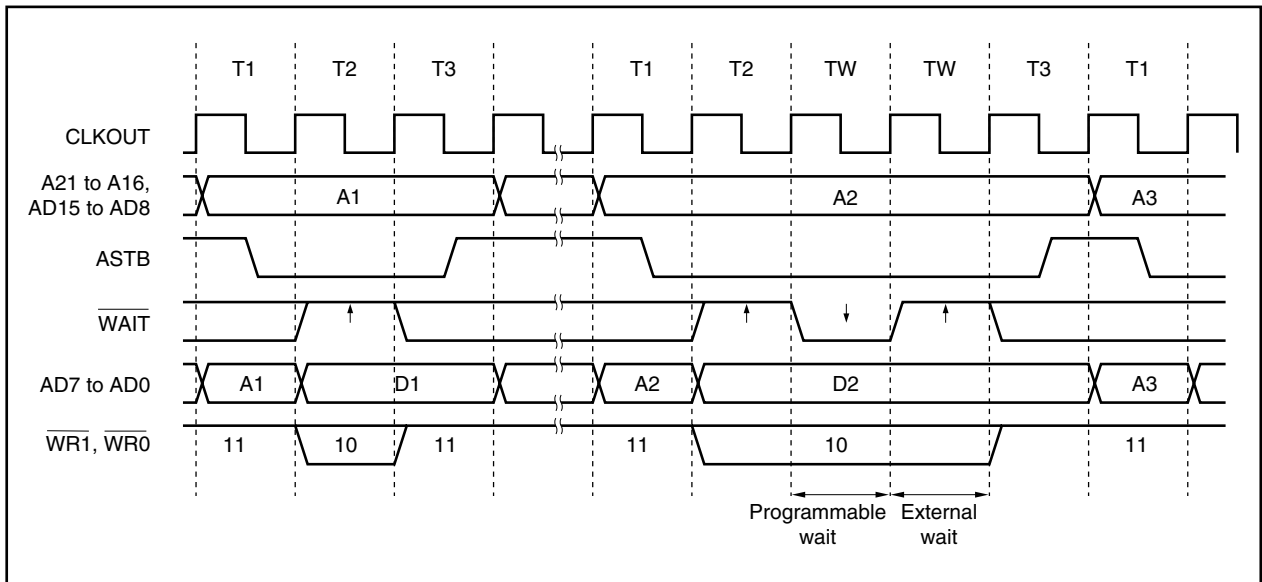 T1 T2 T3 T1 T2 TW TW T3 T1
CLKOUT
A21 to A16,
AD15 to AD8
A1 A2 A3
ASTB
WAIT
AD7 to AD0 A1 D1 A2 D2 A3
WR1, WR0 11 10 11 11 10 11
Programmable
wait
External
wait